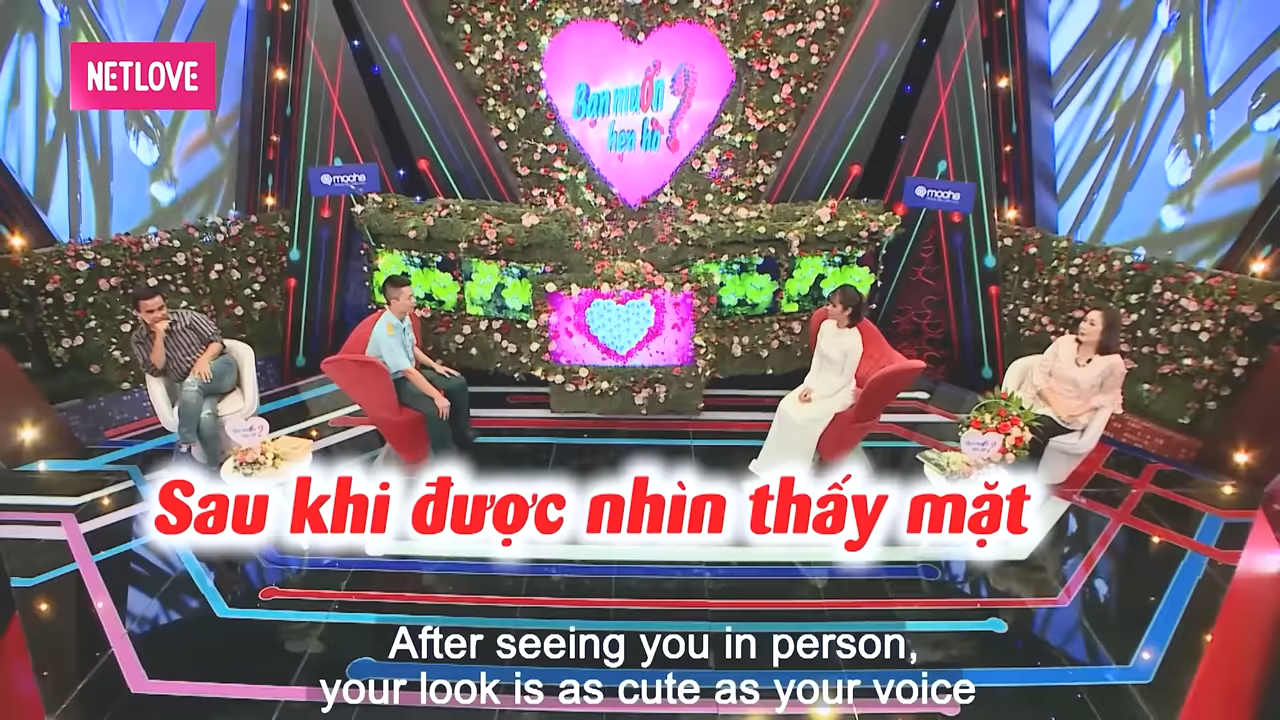 NETLOVE
Bạn muốn
hẹn hò
?
mocha
mocha
Sau khi được nhìn thấy mặt
After seeing you in person,
your look is as cute as your voice